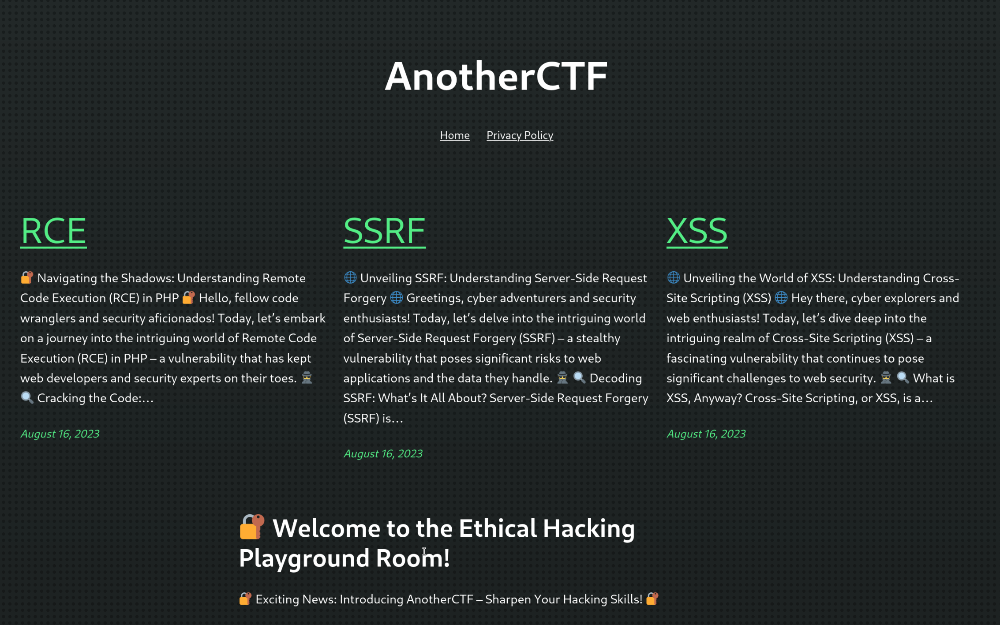 AnotherCTF
Home Privacy Policy
RCE
🔐 Navigating the Shadows: Understanding Remote
Code Execution (RCE) in PHP 🔐 Hello, fellow code
wranglers and security aficionados! Today, let’s embark
on a journey into the intriguing world of Remote Code
Execution (RCE) in PHP – a vulnerability that has kept
web developers and security experts on their toes. 🕵️
🔍 Cracking the Code:…
August 16, 2023
SSRF
🌐 Unveiling SSRF: Understanding Server-Side Request
Forgery 🌐 Greetings, cyber adventurers and security
enthusiasts! Today, let’s delve into the intriguing world
of Server-Side Request Forgery (SSRF) – a stealthy
vulnerability that poses significant risks to web
applications and the data they handle. 🕵️ 🔍 Decoding
SSRF: What’s It All About? Server-Side Request Forgery
(SSRF) is…
August 16, 2023
XSS
🌐 Unveiling the World of XSS: Understanding Cross-
Site Scripting (XSS) 🌐 Hey there, cyber explorers and
web enthusiasts! Today, let’s dive deep into the
intriguing realm of Cross-Site Scripting (XSS) – a
fascinating vulnerability that continues to pose
significant challenges to web security. 🕵️ 🔍 What is
XSS, Anyway? Cross-Site Scripting, or XSS, is a…
August 16, 2023
🔐 Welcome to the Ethical Hacking
Playground Room!
🔐 Exciting News: Introducing AnotherCTF – Sharpen Your Hacking Skills! 🔐